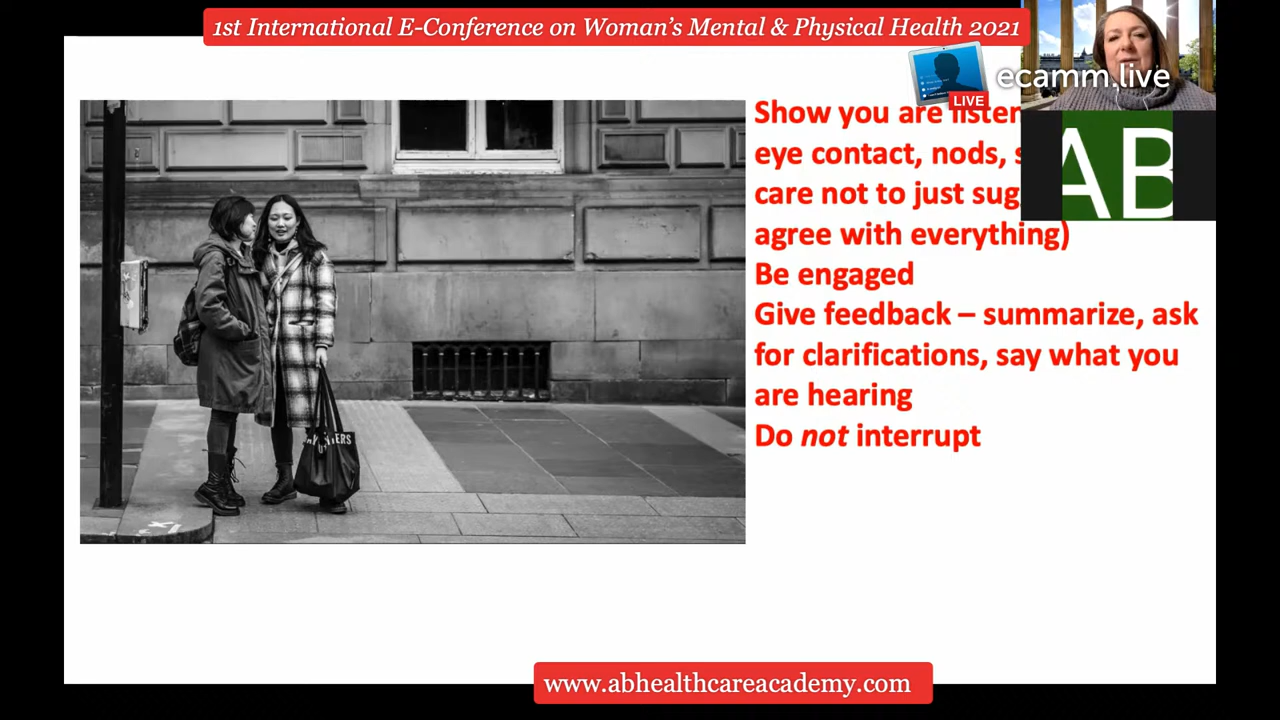 1st International E-Conference on Woman's Mental & Physical Health 2021
ecamm.live
LIVE
AB
Show you are
eye contact, nods,
care not to just
agree with everything)
Be engaged
Give feedback – summarize, ask
for clarifications, say what you
are hearing
Do not interrupt
www.abhealthcareacademy.com